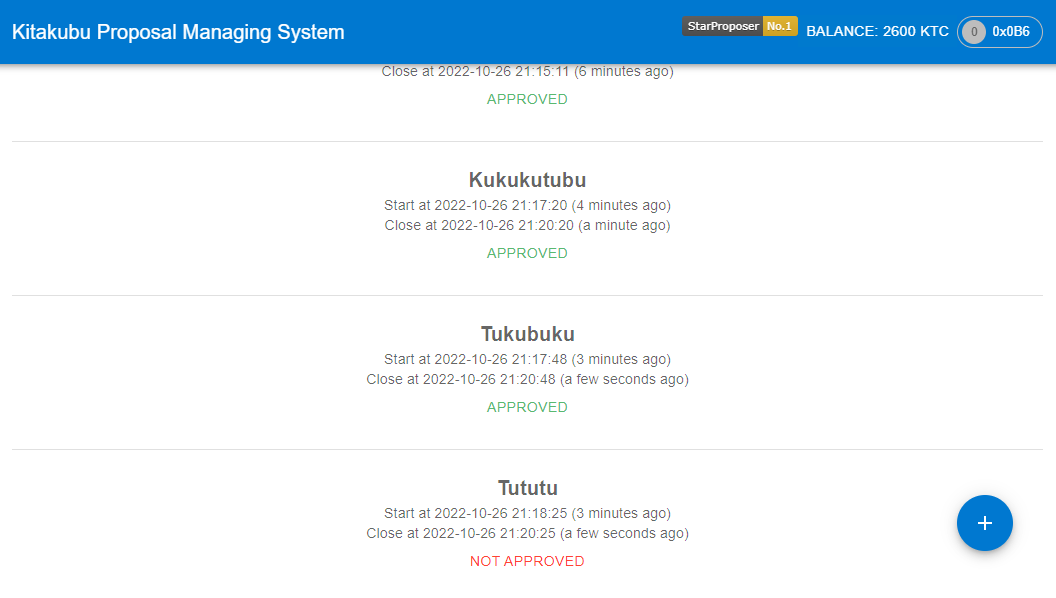 Kitakubu Proposal Managing System
StarProposer No.1
BALANCE: 2600 KTC
0 0x0B6
Close at 2022-10-26 21:15:11 (6 minutes ago)
APPROVED
Kukukutubu
Start at 2022-10-26 21:17:20 (4 minutes ago)
Close at 2022-10-26 21:20:20 (a minute ago)
APPROVED
Tukubuku
Start at 2022-10-26 21:17:48 (3 minutes ago)
Close at 2022-10-26 21:20:48 (a few seconds ago)
APPROVED
Tututu
Start at 2022-10-26 21:18:25 (3 minutes ago)
Close at 2022-10-26 21:20:25 (a few seconds ago)
NOT APPROVED
+